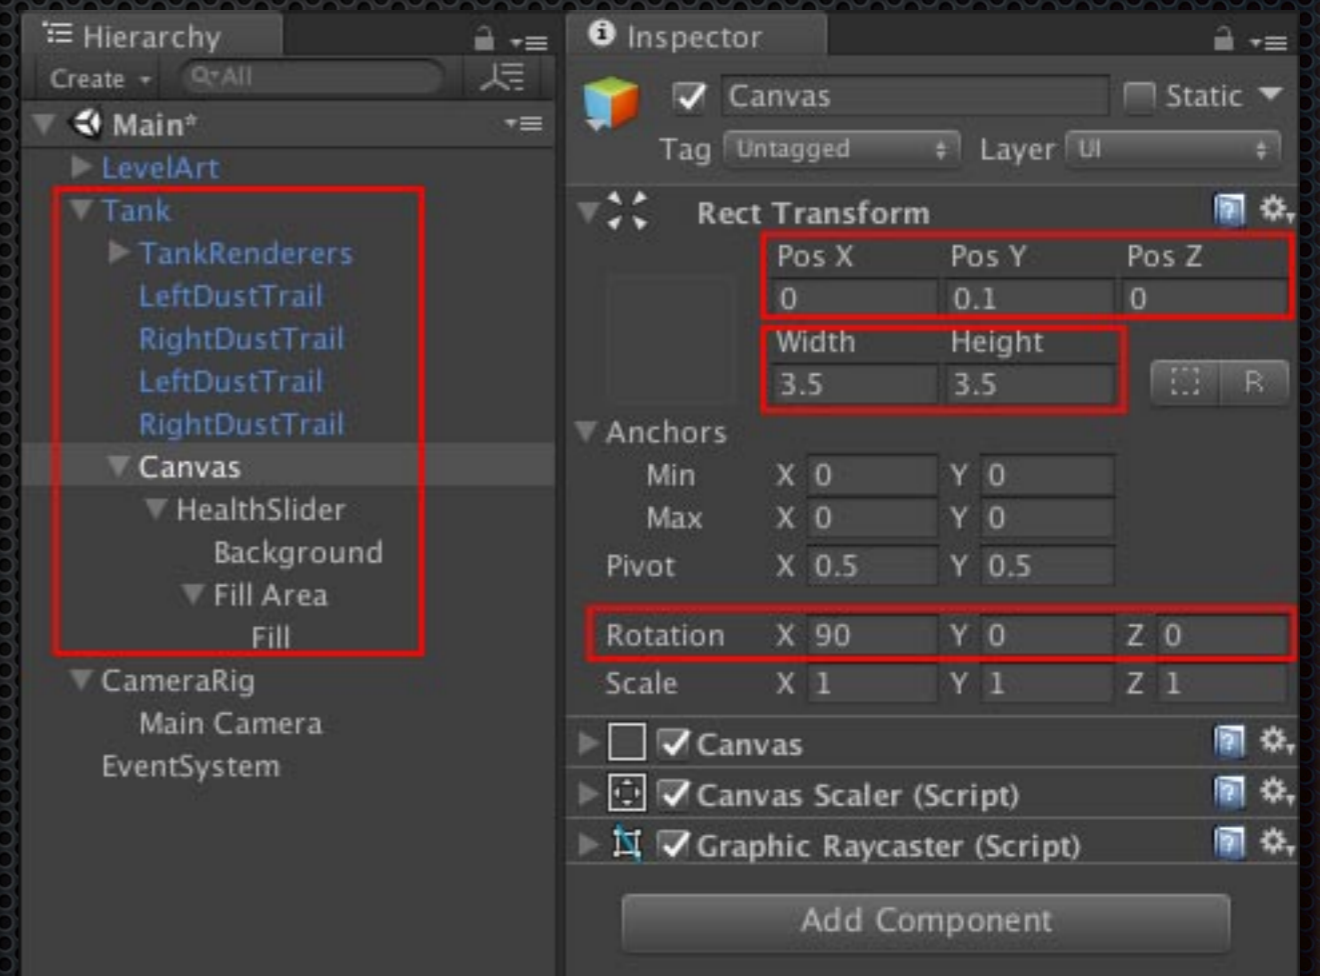 Hierarchy
Create
All
Main*
LevelArt
Tank
TankRenderers
LeftDustTrail
RightDustTrail
LeftDustTrail
RightDustTrail
Canvas
HealthSlider
Background
Fill Area
Fill
CameraRig
Main Camera
EventSystem
Inspector
Canvas Static
Tag Untagged Layer UI
Rect Transform
Pos X Pos Y Pos Z
0 0.1 0
Width Height
3.5 3.5
R
Anchors
Min X 0 Y 0
Max X 0 Y 0
Pivot X 0.5 Y 0.5
Rotation X 90 Y 0 Z 0
Scale X 1 Y 1 Z 1
Canvas
Canvas Scaler (Script)
Graphic Raycaster (Script)
Add Component